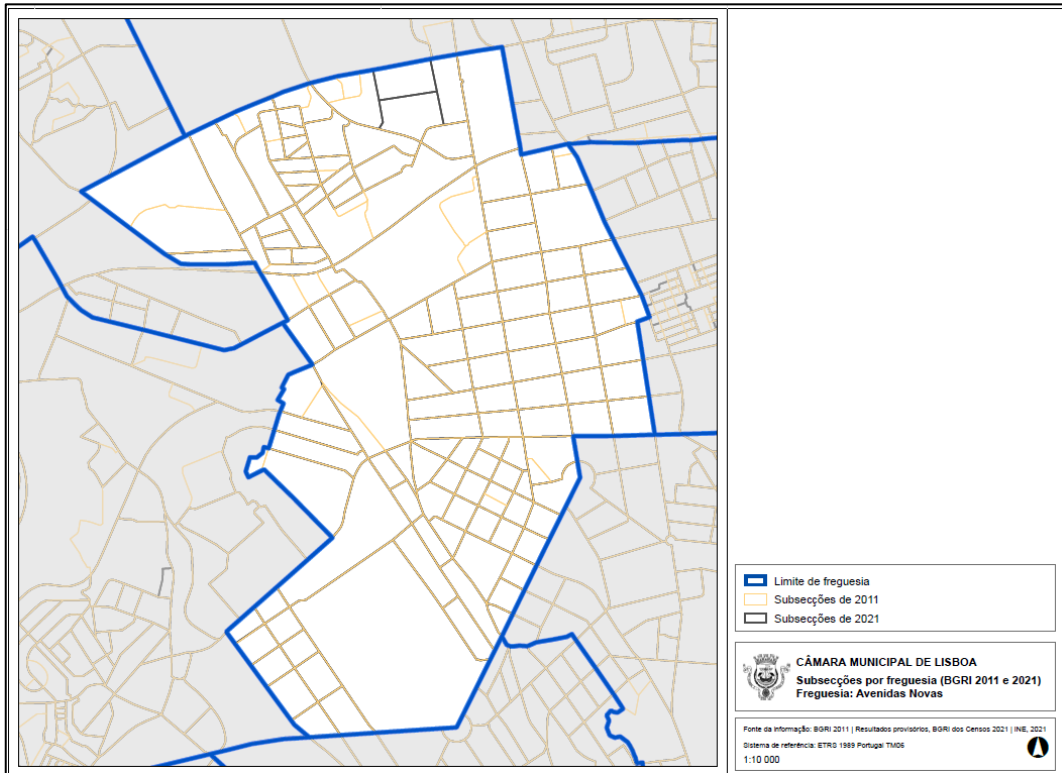 Limite de freguesia
Subsecções de 2011
Subsecções de 2021
CÂMARA MUNICIPAL DE LISBOA
Subsecções por freguesia (BGRI 2011 e 2021)
Freguesia: Avenidas Novas
Fonte da Informação: BGRI 2011 | Resultados provisórios, BGRI dos Censos 2021 | INE, 2021
Sistema de referência: ETRS 1989 Portugal TM06
1:10 000